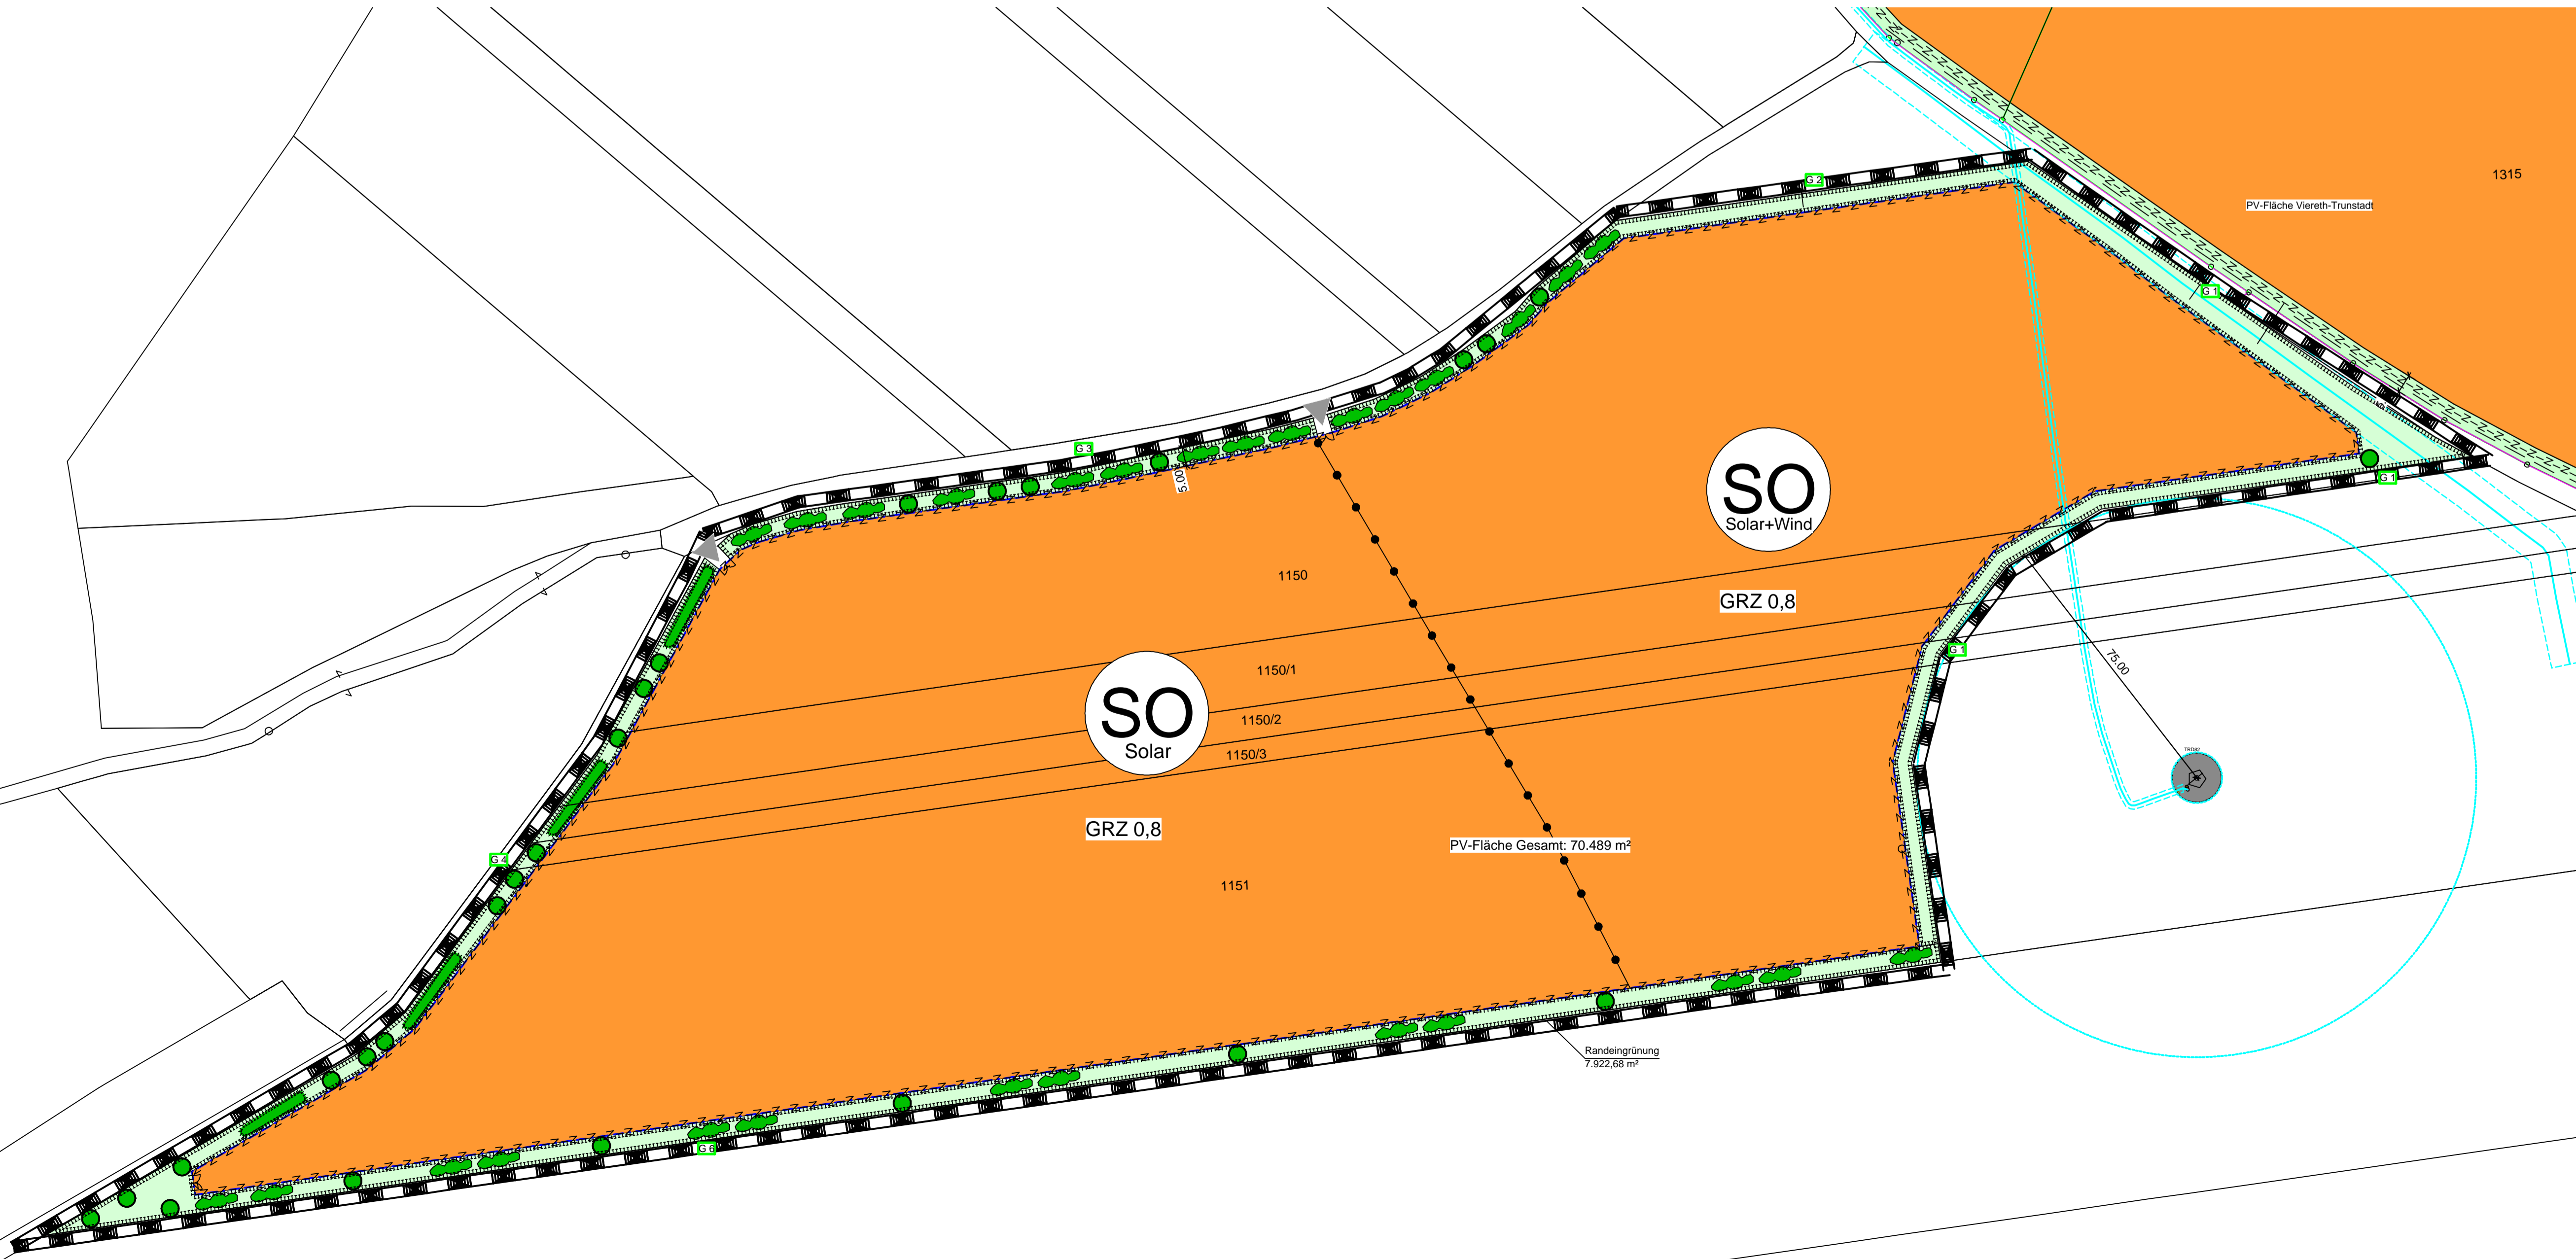 G 2
1315
PV-Fläche Viereth-Trunstadt
G 1
G 3
5.00
SO
Solar+Wind
G 1
1150
GRZ 0,8
G 1
75.00
1150/1
SO
Solar
1150/2
1150/3
TRD82
GRZ 0,8
PV-Fläche Gesamt: 70.489 m²
G 4
1151
Randeingrünung
7.922,68 m²
G 6